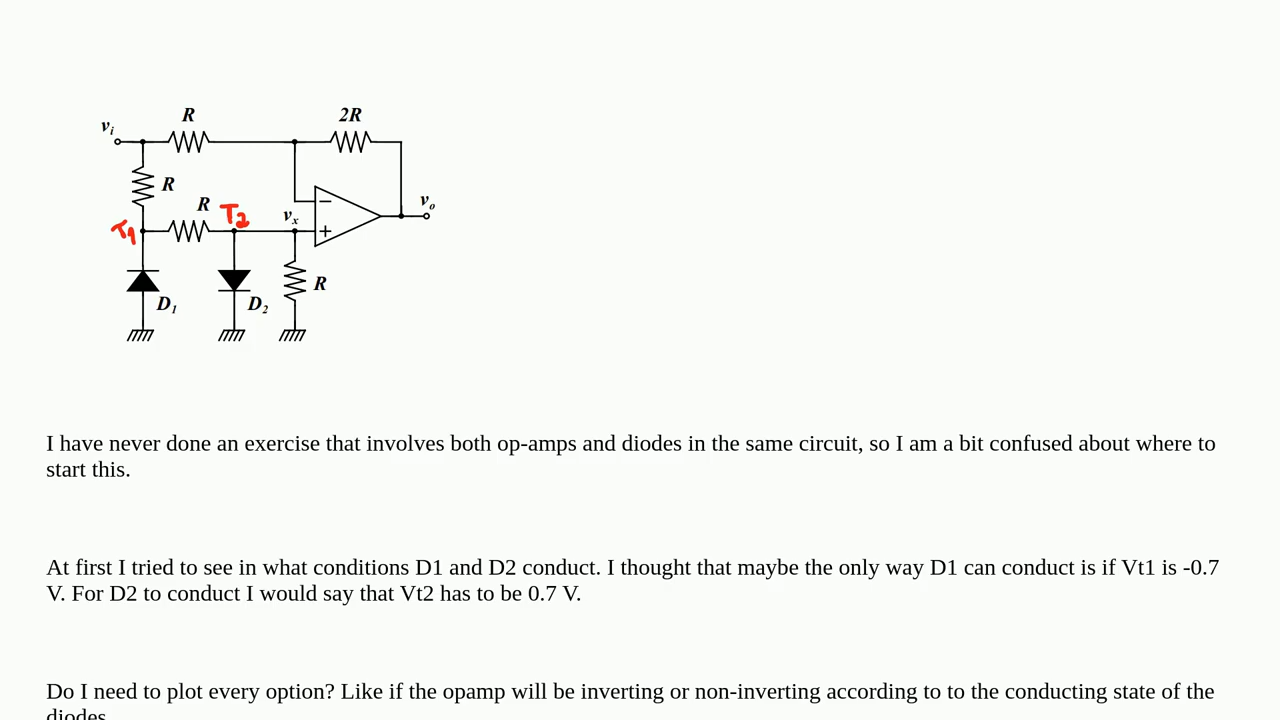 R
2R
v_i
R
R
T2
v_x
v_o
T1
R
D_1
D_2
I have never done an exercise that involves both op-amps and diodes in the same circuit, so I am a bit confused about where to
start this.
At first I tried to see in what conditions D1 and D2 conduct. I thought that maybe the only way D1 can conduct is if Vt1 is -0.7
V. For D2 to conduct I would say that Vt2 has to be 0.7 V.
Do I need to plot every option? Like if the opamp will be inverting or non-inverting according to to the conducting state of the
diodes